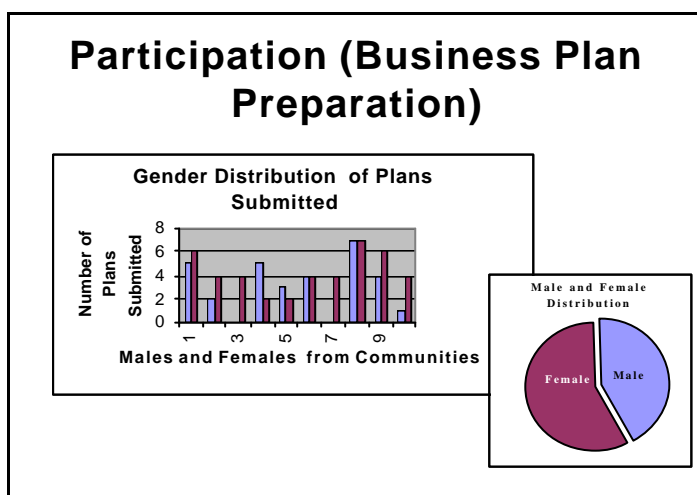 Participation (Business Plan
Preparation)
Gender Distribution of Plans
Submitted
Number of
Plans
Submitted
8
6
4
2
0
1
3
5
7
9
Males and Females from Communities
Male and Female
Distribution
Female
Male